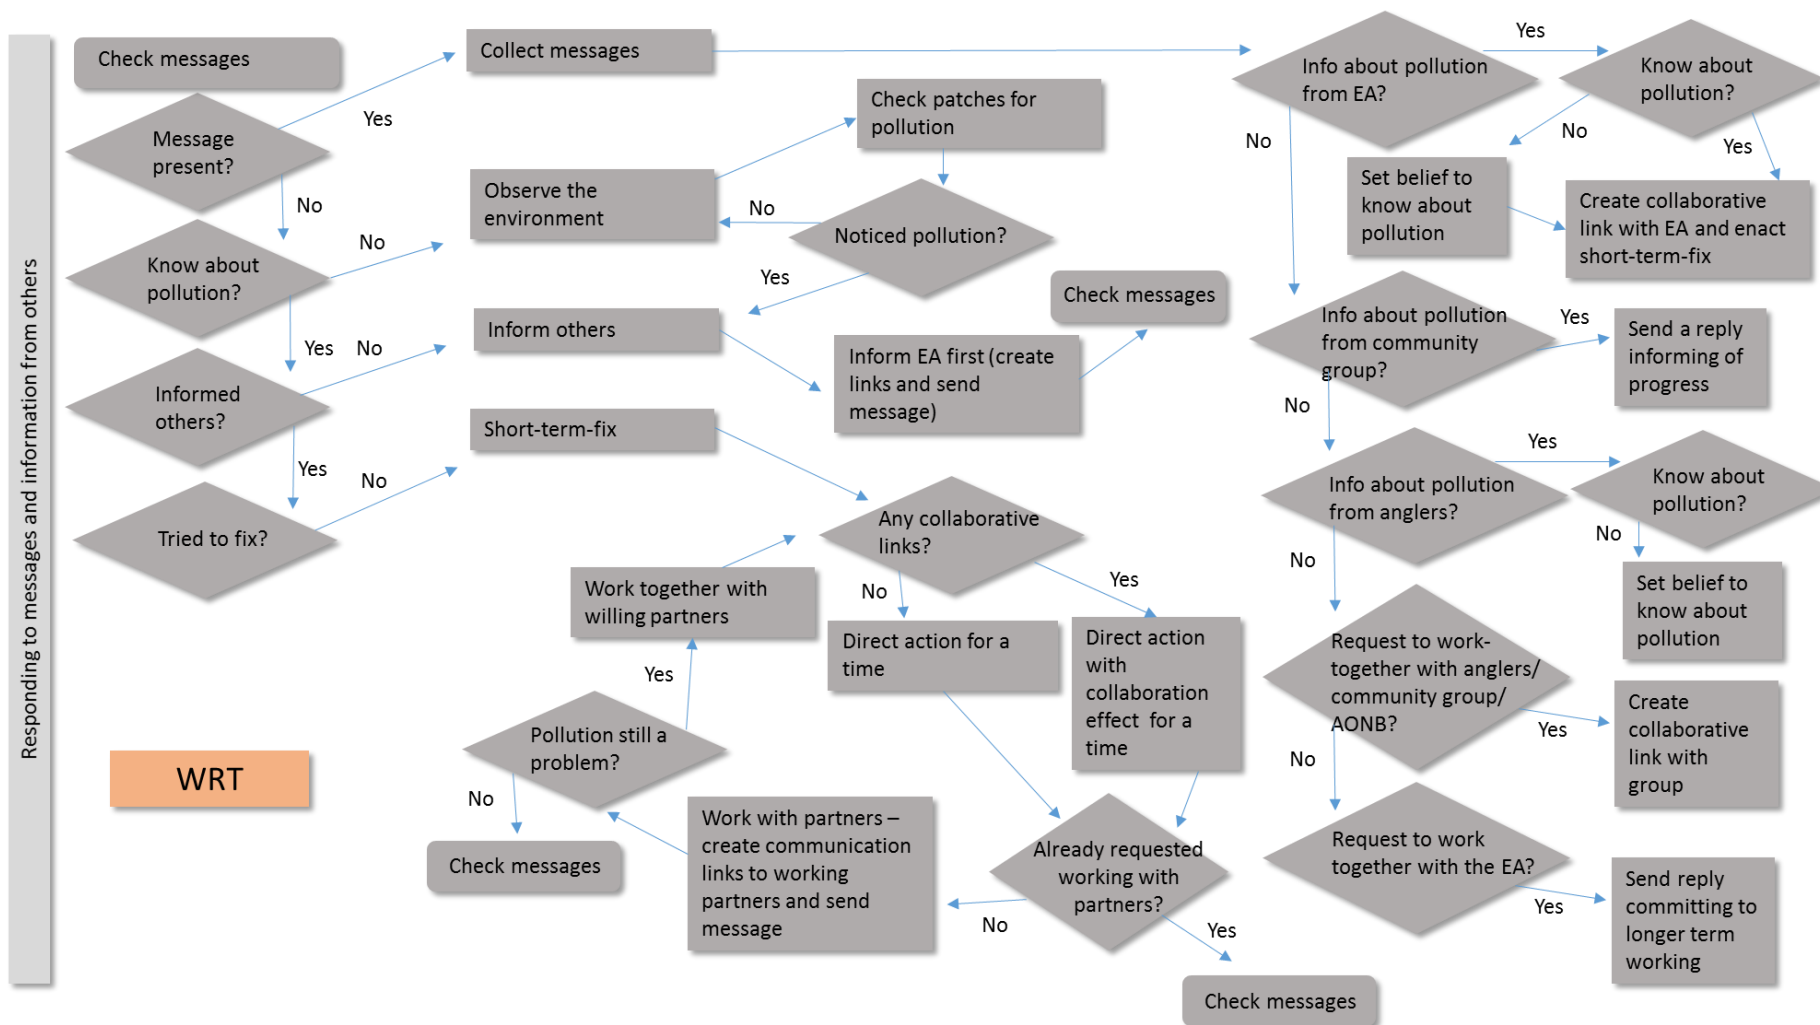 Responding to messages and information from others
Check messages
Message
present?
Yes
No
Know about
pollution?
No
Yes
Informed
others?
No
Yes
Tried to fix?
No
WRT
Collect messages
Observe the
environment
Check patches for
pollution
Noticed pollution?
No
Yes
Inform others
Inform EA first (create
links and send
message)
Check messages
Short-term-fix
Any collaborative
links?
No
Yes
Work together with
willing partners
Direct action for a
time
Direct action
with
collaboration
effect for a
time
Yes
Pollution still a
problem?
No
Check messages
Work with partners –
create communication
links to working
partners and send
message
Already requested
working with
partners?
No
Yes
Check messages
Info about pollution
from EA?
Yes
No
Know about
pollution?
No
Yes
Set belief to
know about
pollution
Create collaborative
link with EA and enact
short-term-fix
Info about pollution
from community
group?
Yes
No
Send a reply
informing of
progress
Info about pollution
from anglers?
Yes
No
Know about
pollution?
No
Set belief to
know about
pollution
Request to work-
together with anglers/
community group/
AONB?
Yes
No
Create
collaborative
link with
group
Request to work
together with the EA?
Yes
Send reply
committing to
longer term
working